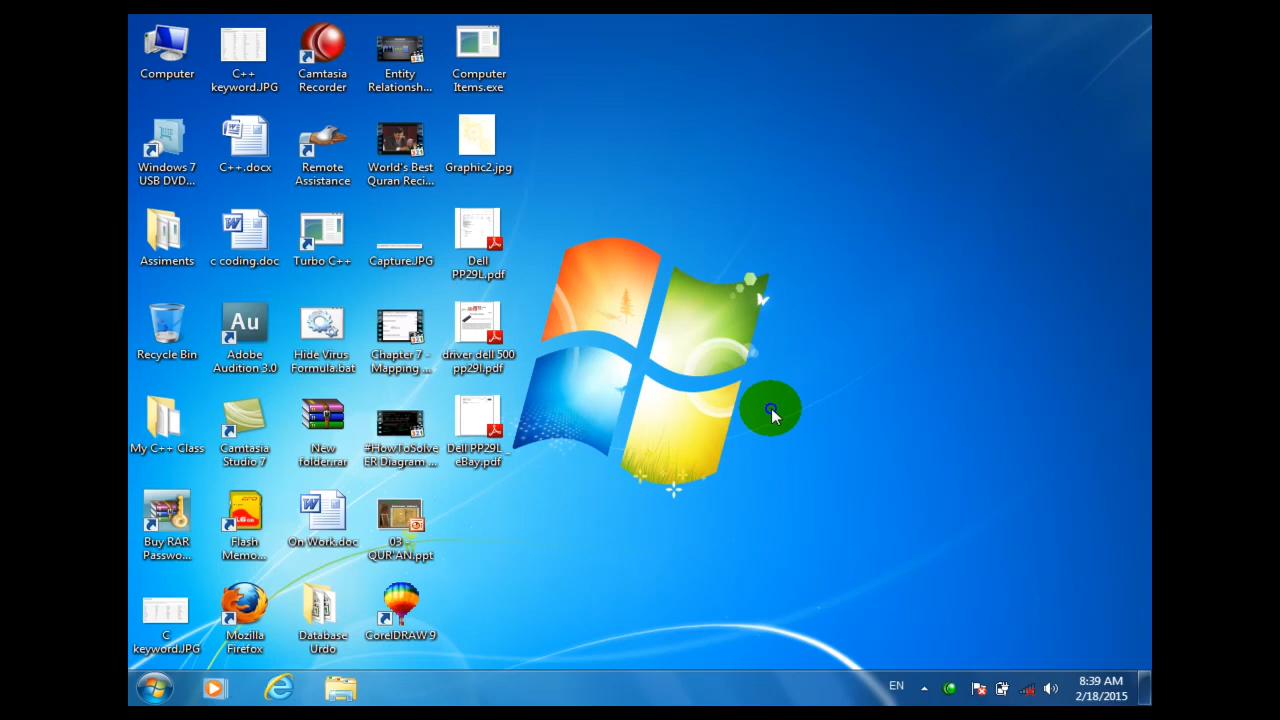 Computer
C++
keyword.JPG
Camtasia
Recorder
Entity
Relationsh...
Computer
Items.exe
Windows 7
USB DVD...
C++.docx
Remote
Assistance
World's Best
Quran Reci...
Graphic2.jpg
Assiments
c coding.doc
Turbo C++
Capture.JPG
Dell
PP29L.pdf
Recycle Bin
Au
Adobe
Audition 3.0
Hide Virus
Formula.bat
Chapter 7 -
Mapping ...
driver dell 500
pp29l.pdf
My C++ Class
Camtasia
Studio 7
New
folder.rar
#HowToSolve
ER Diagram ...
Dell PP29L _
eBay.pdf
Buy RAR
Passwo...
Flash
Memo...
On Work.doc
03 -
QUR'AN.ppt
C
keyword.JPG
Mozilla
Firefox
Database
Urdo
CorelDRAW 9
EN
8:39 AM
2/18/2015